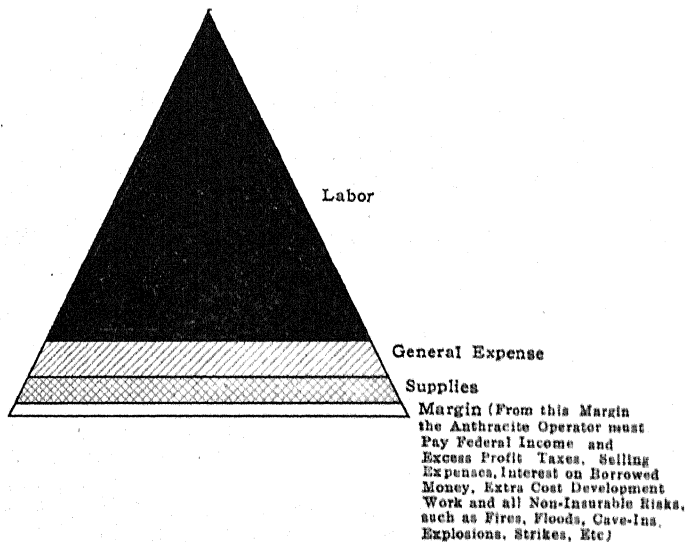 Labor
General Expense
Supplies
Margin (From this Margin
the Anthracite Operator must
Pay Federal Income and
Excess Profit Taxes, Selling
Expenses, Interest on Borrowed
Money, Extra Cost Development
Work and all Non-Insurable Risks,
such as Fires, Floods, Cave-Ins,
Explosions, Strikes, Etc)